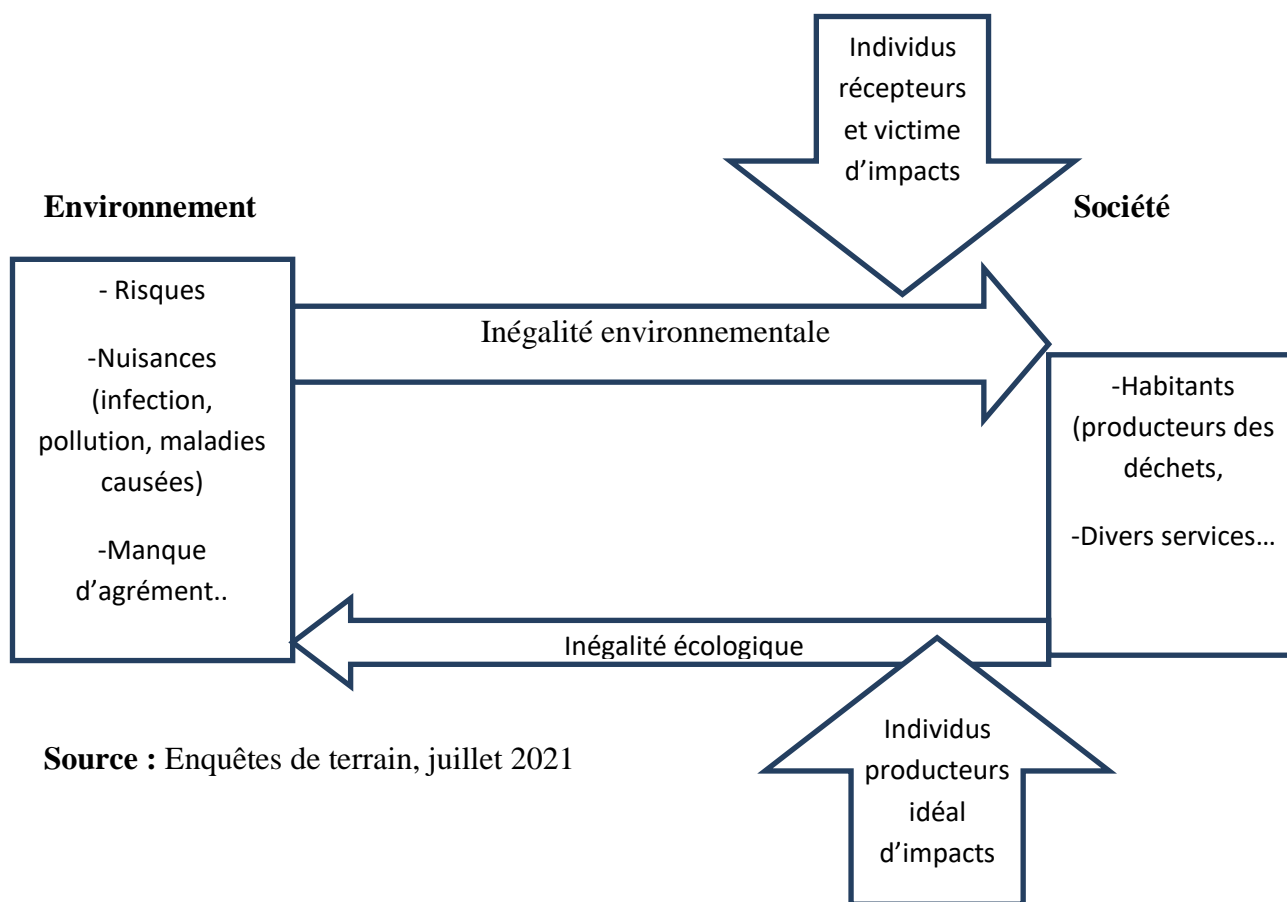 Individus
récepteurs
et victime
d’impacts
Environnement
Société
- Risques
-Nuisances
(infection,
pollution, maladies
causées)
-Manque
d’agrément..
Inégalité environnementale
-Habitants
(producteurs des
déchets,
-Divers services…
Inégalité écologique
Individus
producteurs
idéal
d’impacts
Source : Enquêtes de terrain, juillet 2021